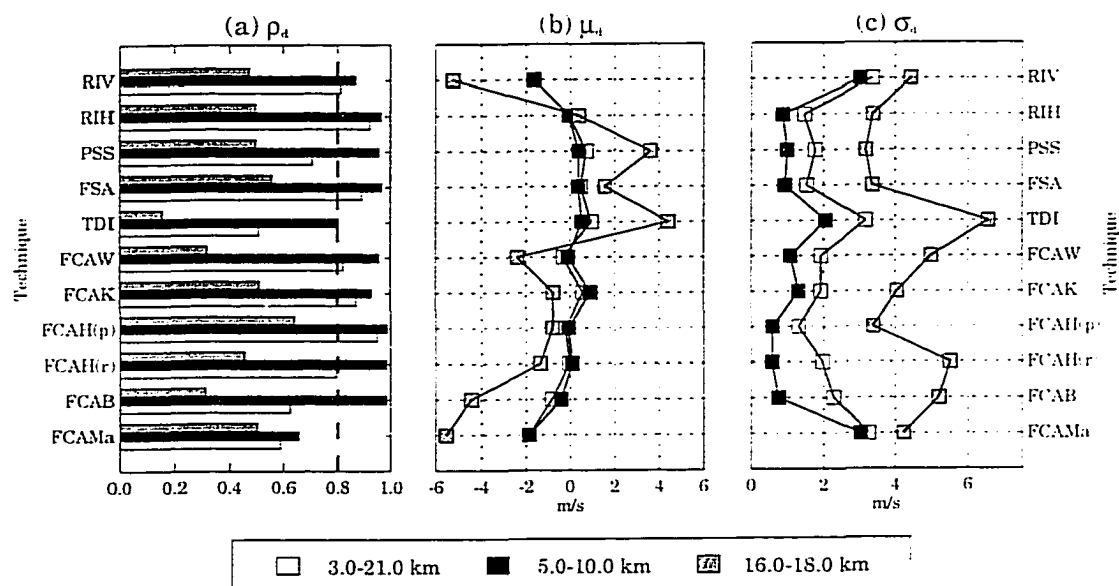 (a) ρd
(b) μd
(c) σd
Technique
RIV
RIH
PSS
FSA
TDI
FCAW
FCAK
FCAH(p)
FCAH(r)
FCAB
FCAMa
0.0 0.2 0.4 0.6 0.8 1.0
-6 -4 -2 0 2 4 6
m/s
0 2 4 6
m/s
RIV
RIH
PSS
FSA
TDI
FCAW
FCAK
FCAH(p)
FCAH(r)
FCAB
FCAMa
Technique
3.0-21.0 km 5.0-10.0 km 16.0-18.0 km